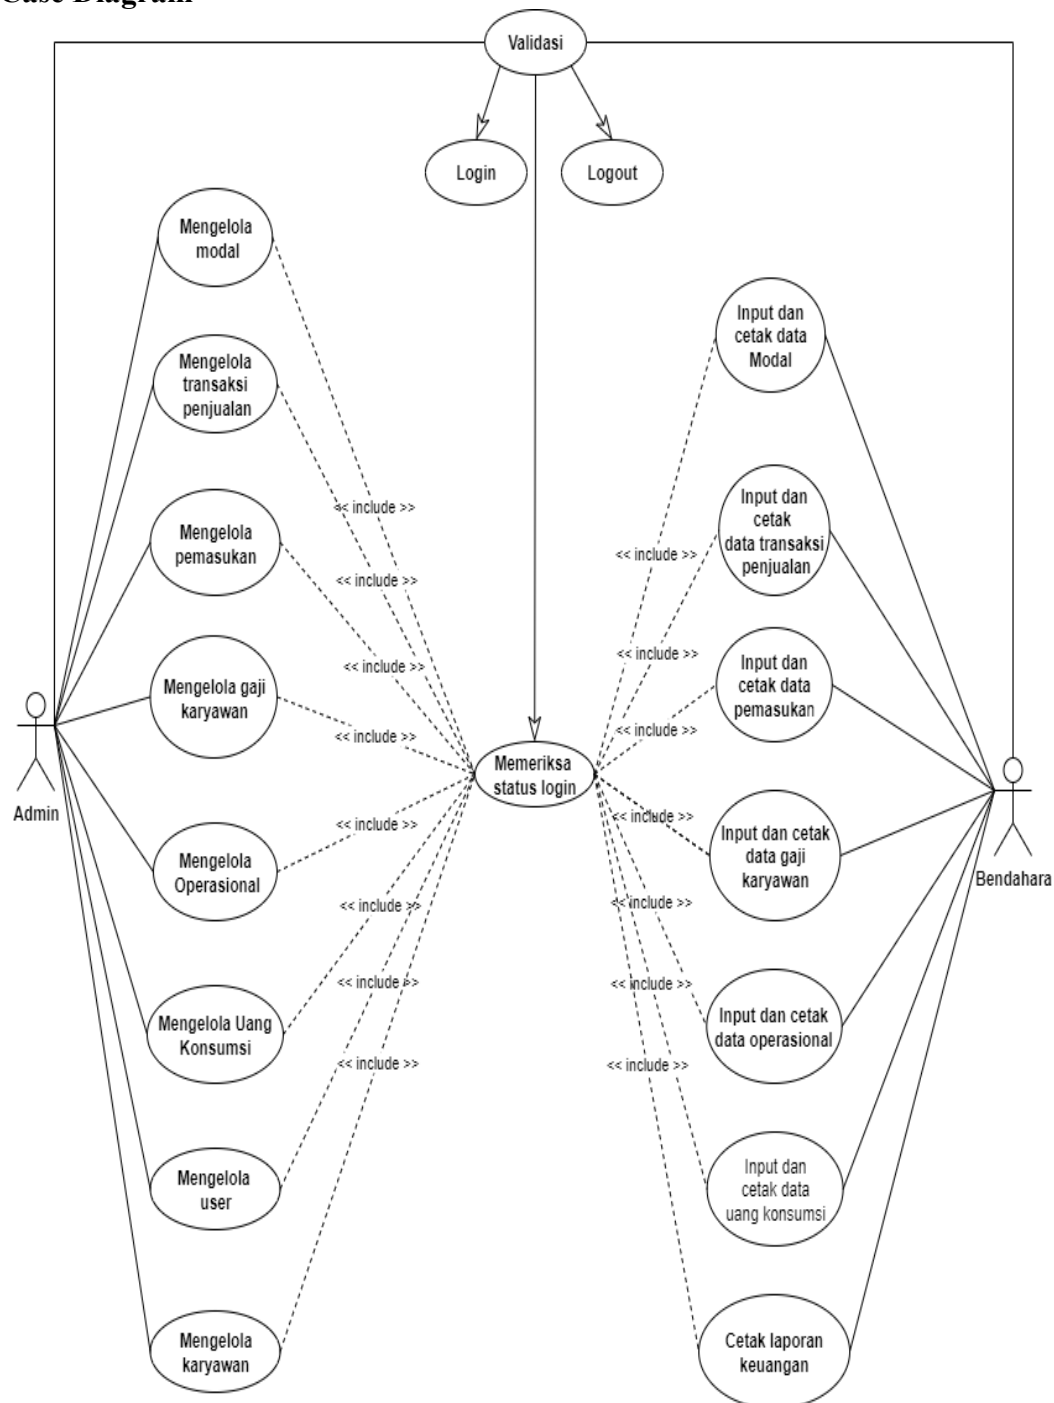 Case Diagram
Validasi
Login
Logout
Mengelola
modal
Mengelola
transaksi
penjualan
Mengelola
pemasukan
Mengelola gaji
karyawan
Mengelola
Operasional
Mengelola Uang
Konsumsi
Mengelola
user
Mengelola
karyawan
Admin
<< include >>
<< include >>
<< include >>
<< include >>
<< include >>
<< include >>
<< include >>
<< include >>
Memeriksa
status login
<< include >>
<< include >>
<< include >>
<< include >>
<< include >>
<< include >>
<< include >>
Input dan
cetak data
Modal
Input dan
cetak
data transaksi
penjualan
Input dan
cetak data
pemasukan
Input dan cetak
data gaji
karyawan
Input dan cetak
data operasional
Input dan
cetak data
uang konsumsi
Cetak laporan
keuangan
Bendahara